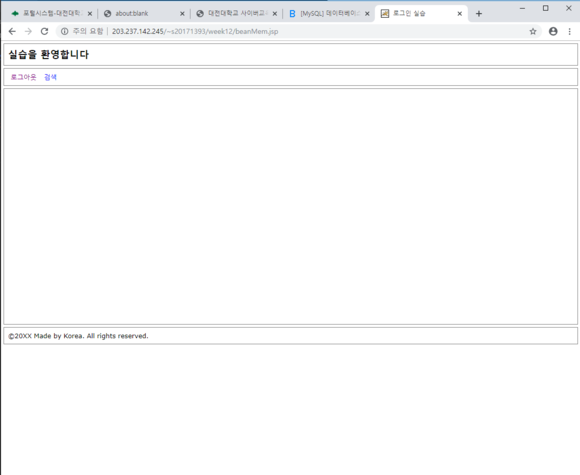 포털시스템-대전대학
about:blank
대전대학교 사이버교
[MySQL] 데이터베이스
로그인 실습
주의 요함 | 203.237.142.245/~s20171393/week12/beanMem.jsp
실습을 환영합니다
로그아웃 검색
©20XX Made by Korea. All rights reserved.